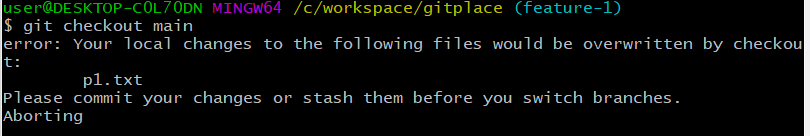 user@DESKTOP-C0L70DN MINGW64 /c/workspace/gitplace (feature-1)
$ git checkout main
error: Your local changes to the following files would be overwritten by checkou
t:
        p1.txt
Please commit your changes or stash them before you switch branches.
Aborting